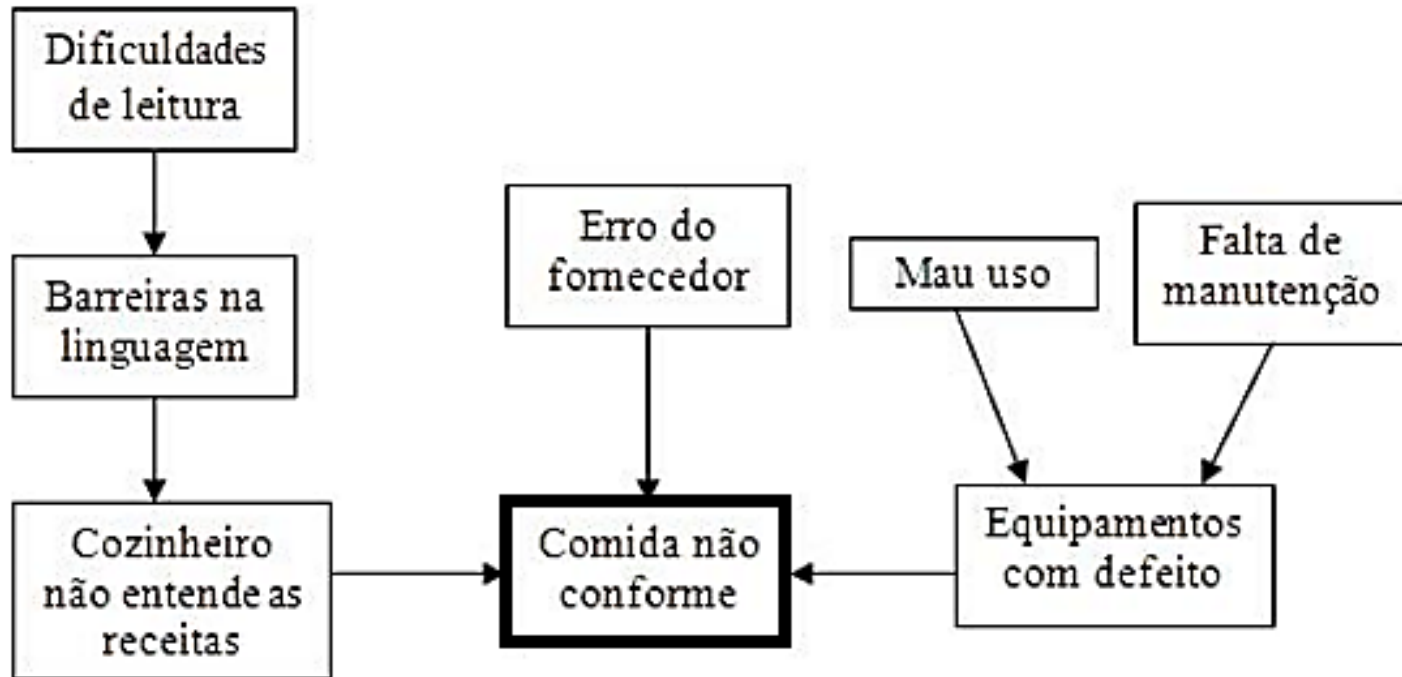 Dificuldades
de leitura
Barreiras na
linguagem
Cozinheiro
não entende as
receitas
Erro do
fornecedor
Comida não
conforme
Mau uso
Falta de
manutenção
Equipamentos
com defeito